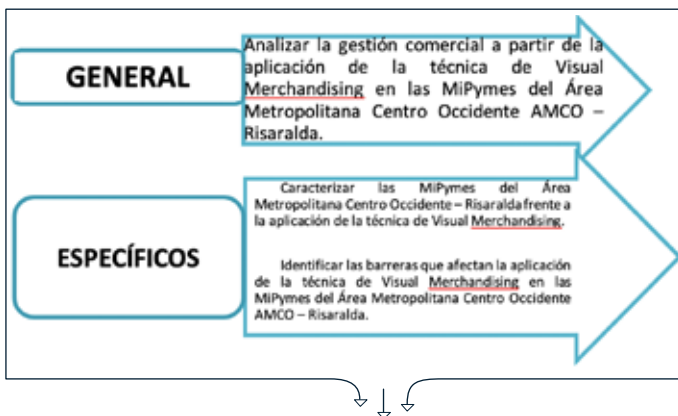 GENERAL
Analizar la gestión comercial a partir de la
aplicación de la técnica de Visual
Merchandising en las MiPymes del Área
Metropolitana Centro Occidente AMCO –
Risaralda.
ESPECÍFICOS
Caracterizar las MiPymes del Área
Metropolitana Centro Occidente – Risaralda frente a
la aplicación de la técnica de Visual Merchandising.
Identificar las barreras que afectan la aplicación
de la técnica de Visual Merchandising en las
MiPymes del Área Metropolitana Centro Occidente
AMCO – Risaralda.